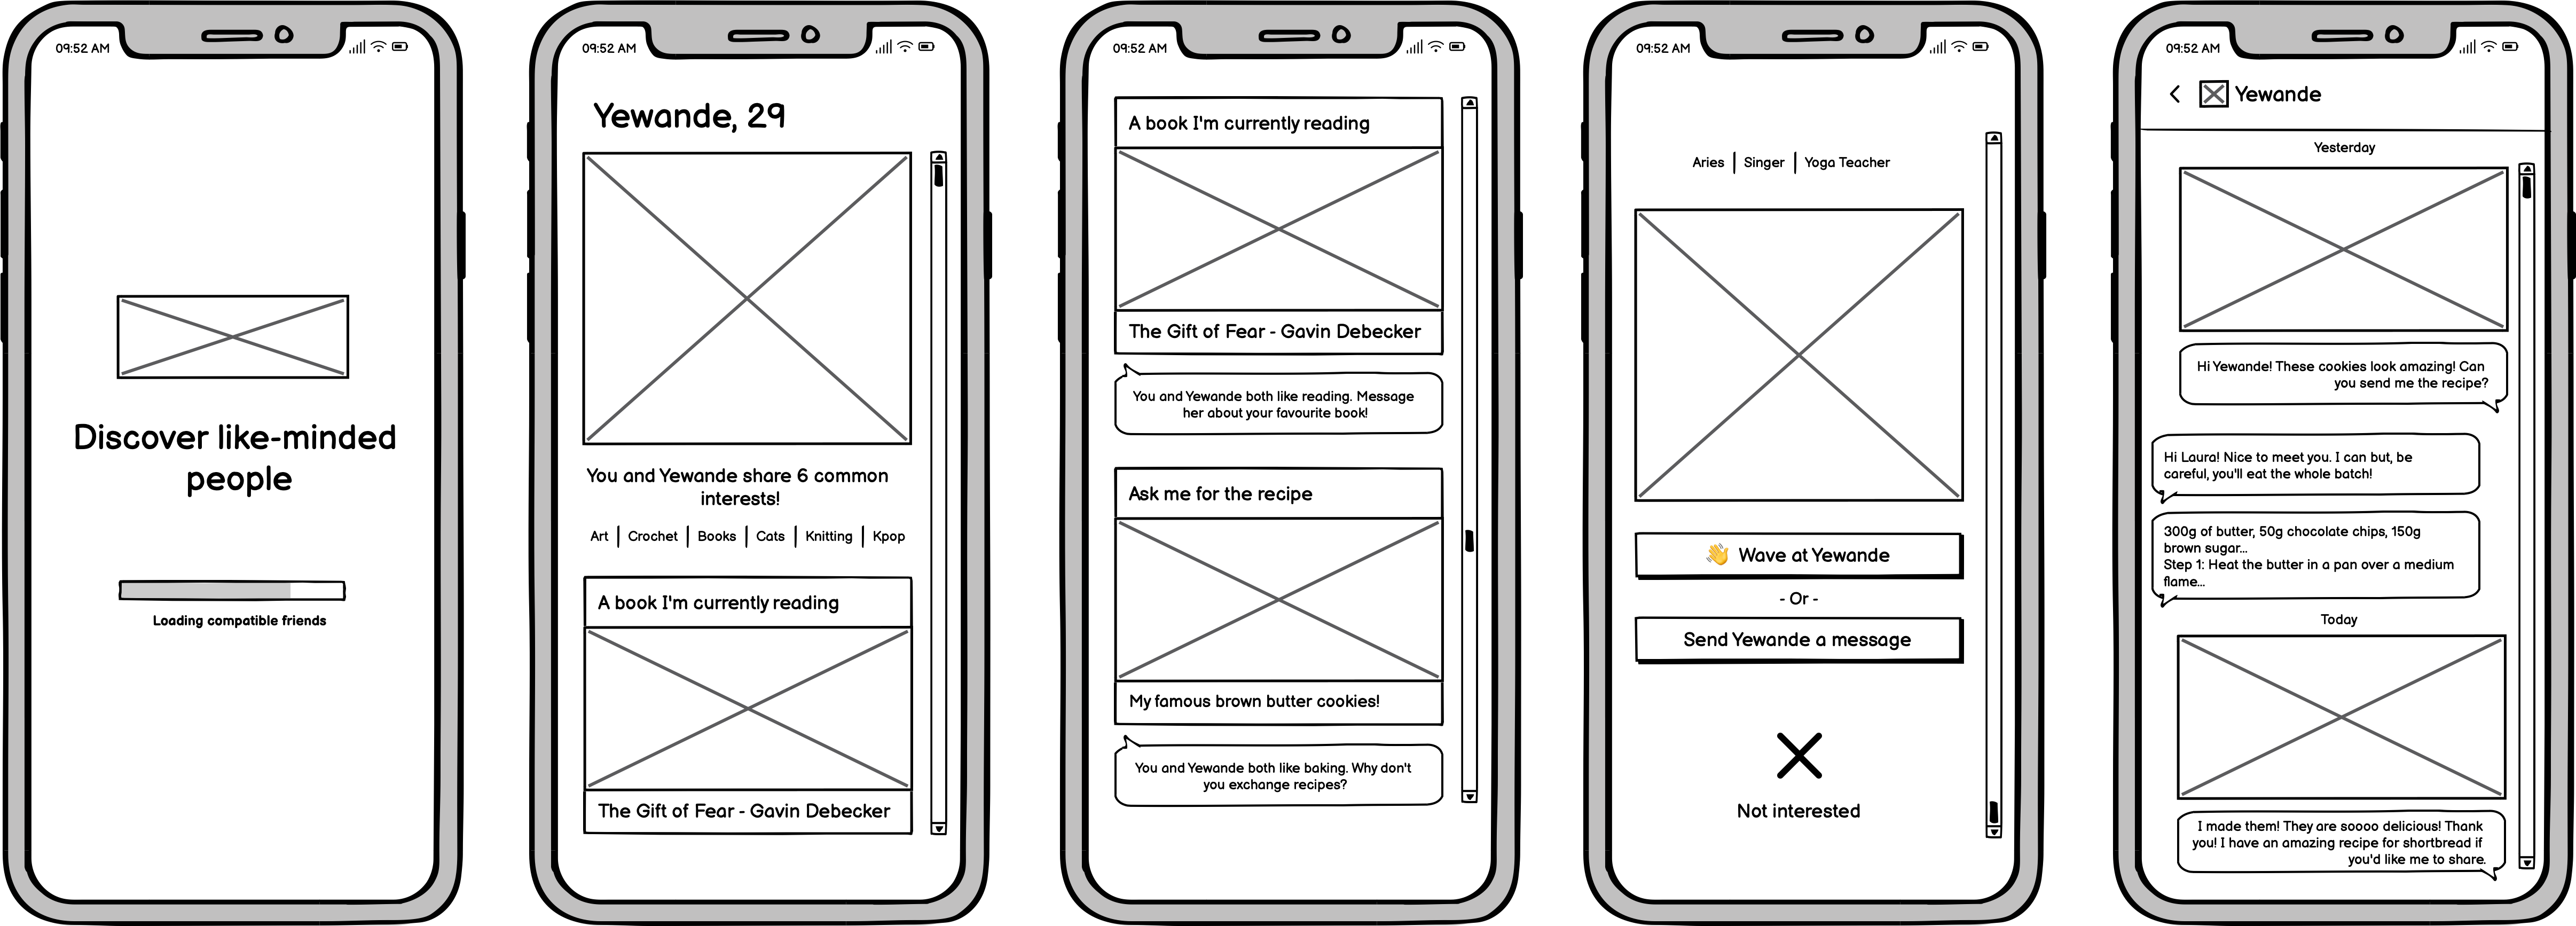 09:52 AM
Discover like-minded
people
Loading compatible friends
09:52 AM
Yewande, 29
You and Yewande share 6 common
interests!
Art | Crochet | Books | Cats | Knitting | Kpop
A book I'm currently reading
The Gift of Fear - Gavin Debecker
09:52 AM
A book I'm currently reading
The Gift of Fear - Gavin Debecker
You and Yewande both like reading. Message
her about your favourite book!
Ask me for the recipe
My famous brown butter cookies!
You and Yewande both like baking. Why don't
you exchange recipes?
09:52 AM
Aries | Singer | Yoga Teacher
👋 Wave at Yewande
- Or -
Send Yewande a message
Not interested
09:52 AM
Yewande
Yesterday
Hi Yewande! These cookies look amazing! Can
you send me the recipe?
Hi Laura! Nice to meet you. I can but, be
careful, you'll eat the whole batch!
300g of butter, 50g chocolate chips, 150g
brown sugar...
Step 1: Heat the butter in a pan over a medium
flame...
Today
I made them! They are soooo delicious! Thank
you! I have an amazing recipe for shortbread if
you'd like me to share.